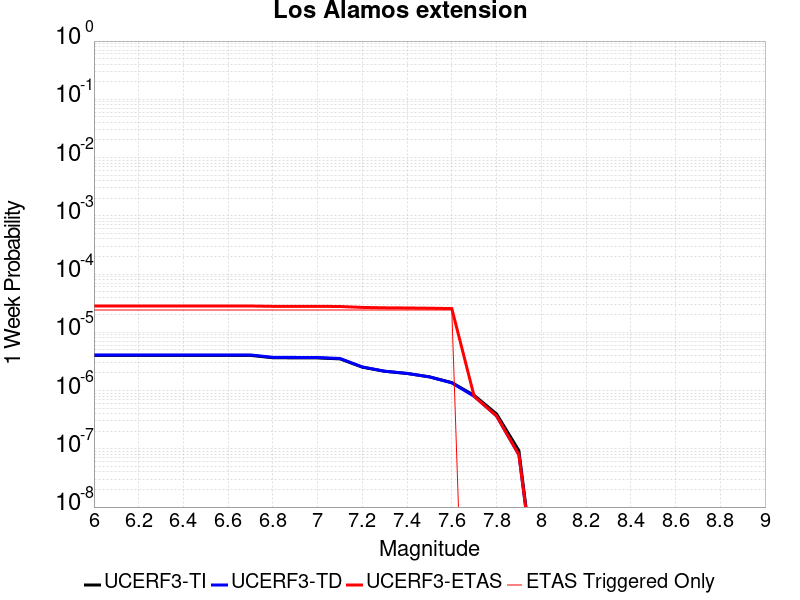 Los Alamos extension
10 0
10 -1
10 -2
10 -3
10 -4
10 -5
10 -6
10 -7
10 -8
1 Week Probability
6 6.2 6.4 6.6 6.8 7 7.2 7.4 7.6 7.8 8 8.2 8.4 8.6 8.8 9
Magnitude
UCERF3-TI UCERF3-TD UCERF3-ETAS ETAS Triggered Only